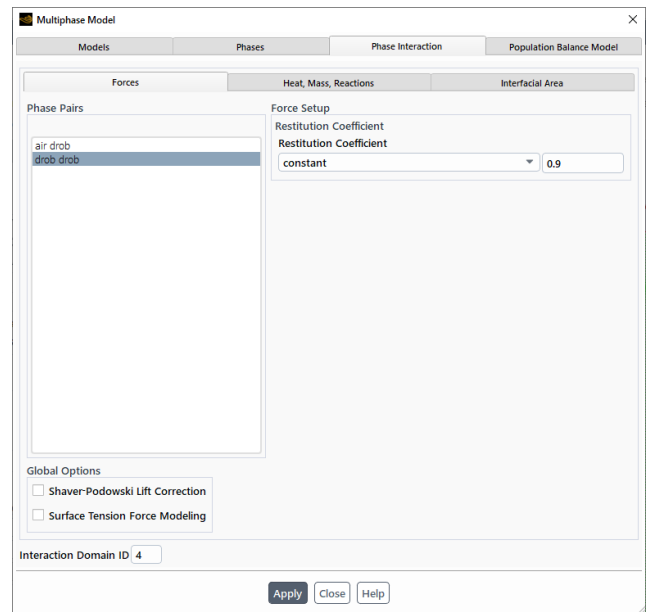 Multiphase Model
Models Phases Phase Interaction Population Balance Model
Forces Heat, Mass, Reactions Interfacial Area
Phase Pairs
air drob
drob drob
Force Setup
Restitution Coefficient
Restitution Coefficient
constant 0.9
Global Options
Shaver-Podowski Lift Correction
Surface Tension Force Modeling
Interaction Domain ID 4
Apply Close Help